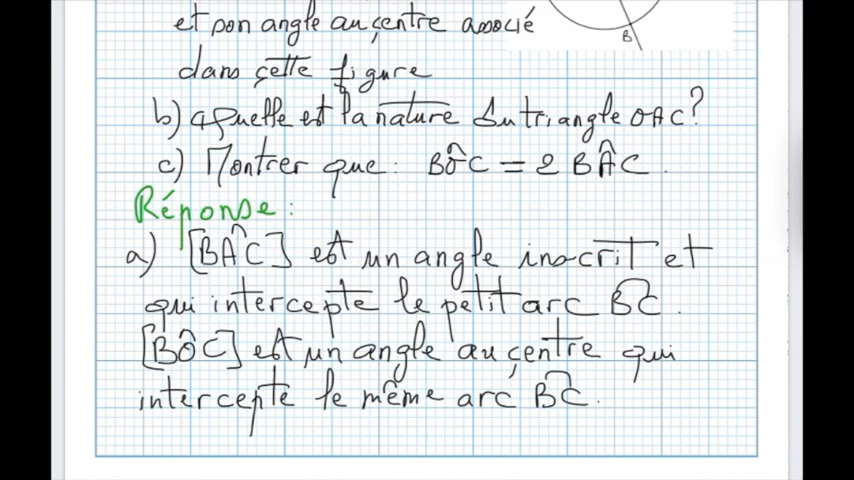 et son angle au centre associé
B
dans cette figure
b) quelle est la nature du triangle OAC?
c) Montrer que: BÔC = 2 BÂC.
Réponse:
a) [BÂC] est un angle inscrit et
qui intercepte le petit arc B͡C.
[BÔC] est un angle au centre qui
intercepte le même arc B͡C.